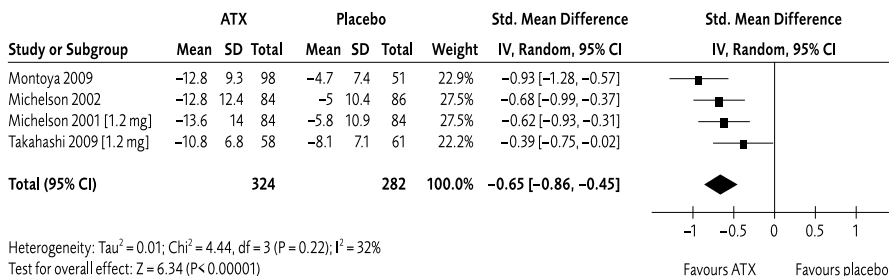 ATX Placebo Std. Mean Difference Std. Mean Difference
Study or Subgroup Mean SD Total Mean SD Total Weight IV, Random, 95% CI IV, Random, 95% CI
Montoya 2009 −12.8 9.3 98 −4.7 7.4 51 22.9% −0.93 [−1.28, −0.57]
Michelson 2002 −12.8 12.4 84 −5 10.4 86 27.5% −0.68 [−0.99, −0.37]
Michelson 2001 [1.2 mg] −13.6 14 84 −5.8 10.9 84 27.5% −0.62 [−0.93, −0.31]
Takahashi 2009 [1.2 mg] −10.8 6.8 58 −8.1 7.1 61 22.2% −0.39 [−0.75, −0.02]
Total (95% CI) 324 282 100.0% −0.65 [−0.86, −0.45]
−1 −0.5 0 0.5 1
Heterogeneity: Tau² = 0.01; Chi² = 4.44, df = 3 (P = 0.22); I² = 32%
Test for overall effect: Z = 6.34 (P< 0.00001) Favours ATX Favours placebo